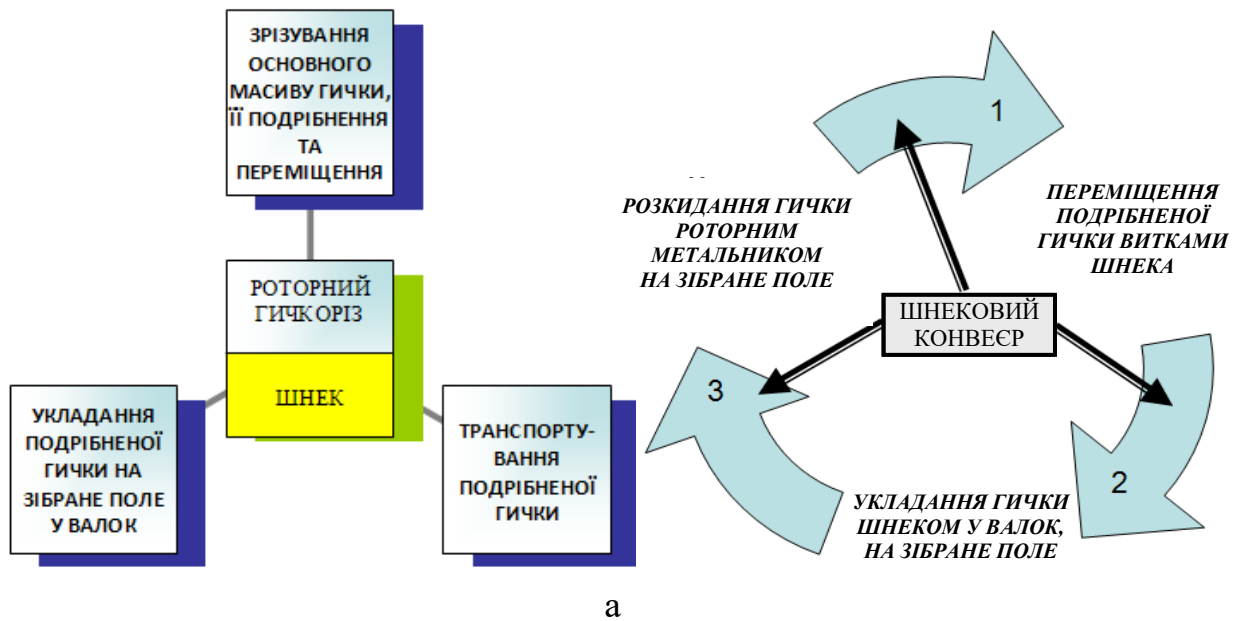 ЗРІЗУВАННЯ
ОСНОВНОГО
МАСИВУ ГИЧКИ,
ЇЇ ПОДРІБНЕННЯ
ТА
ПЕРЕМІЩЕННЯ
РОТОРНИЙ
ГИЧКОРІЗ
ШНЕК
УКЛАДАННЯ
ПОДРІБНЕНОЇ
ГИЧКИ НА
ЗІБРАНЕ ПОЛЕ
У ВАЛОК
ТРАНСПОРТУ-
ВАННЯ
ПОДРІБНЕНОЇ
ГИЧКИ
1
РОЗКИДАННЯ ГИЧКИ
РОТОРНИМ
МЕТАЛЬНИКОМ
НА ЗІБРАНЕ ПОЛЕ
ПЕРЕМІЩЕННЯ
ПОДРІБНЕНОЇ
ГИЧКИ ВИТКАМИ
ШНЕКА
ШНЕКОВИЙ
КОНВЕЄР
3
2
УКЛАДАННЯ ГИЧКИ
ШНЕКОМ У ВАЛОК,
НА ЗІБРАНЕ ПОЛЕ
а